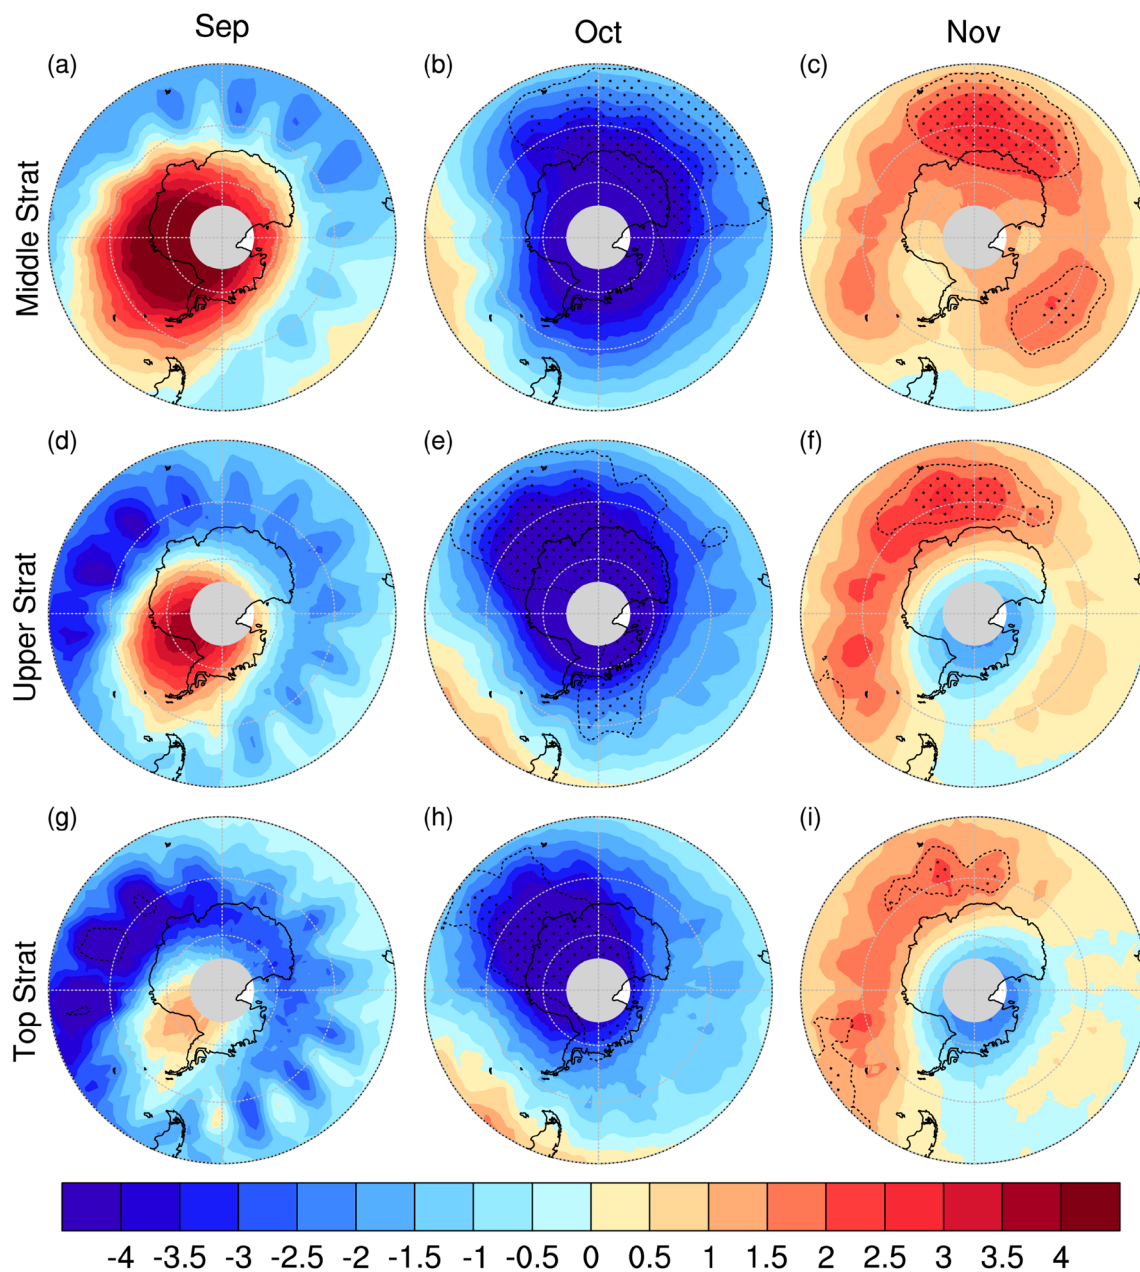 Sep Oct Nov
(a) (b) (c)
Middle Strat
(d) (e) (f)
Upper Strat
(g) (h) (i)
Top Strat
-4 -3.5 -3 -2.5 -2 -1.5 -1 -0.5 0 0.5 1 1.5 2 2.5 3 3.5 4